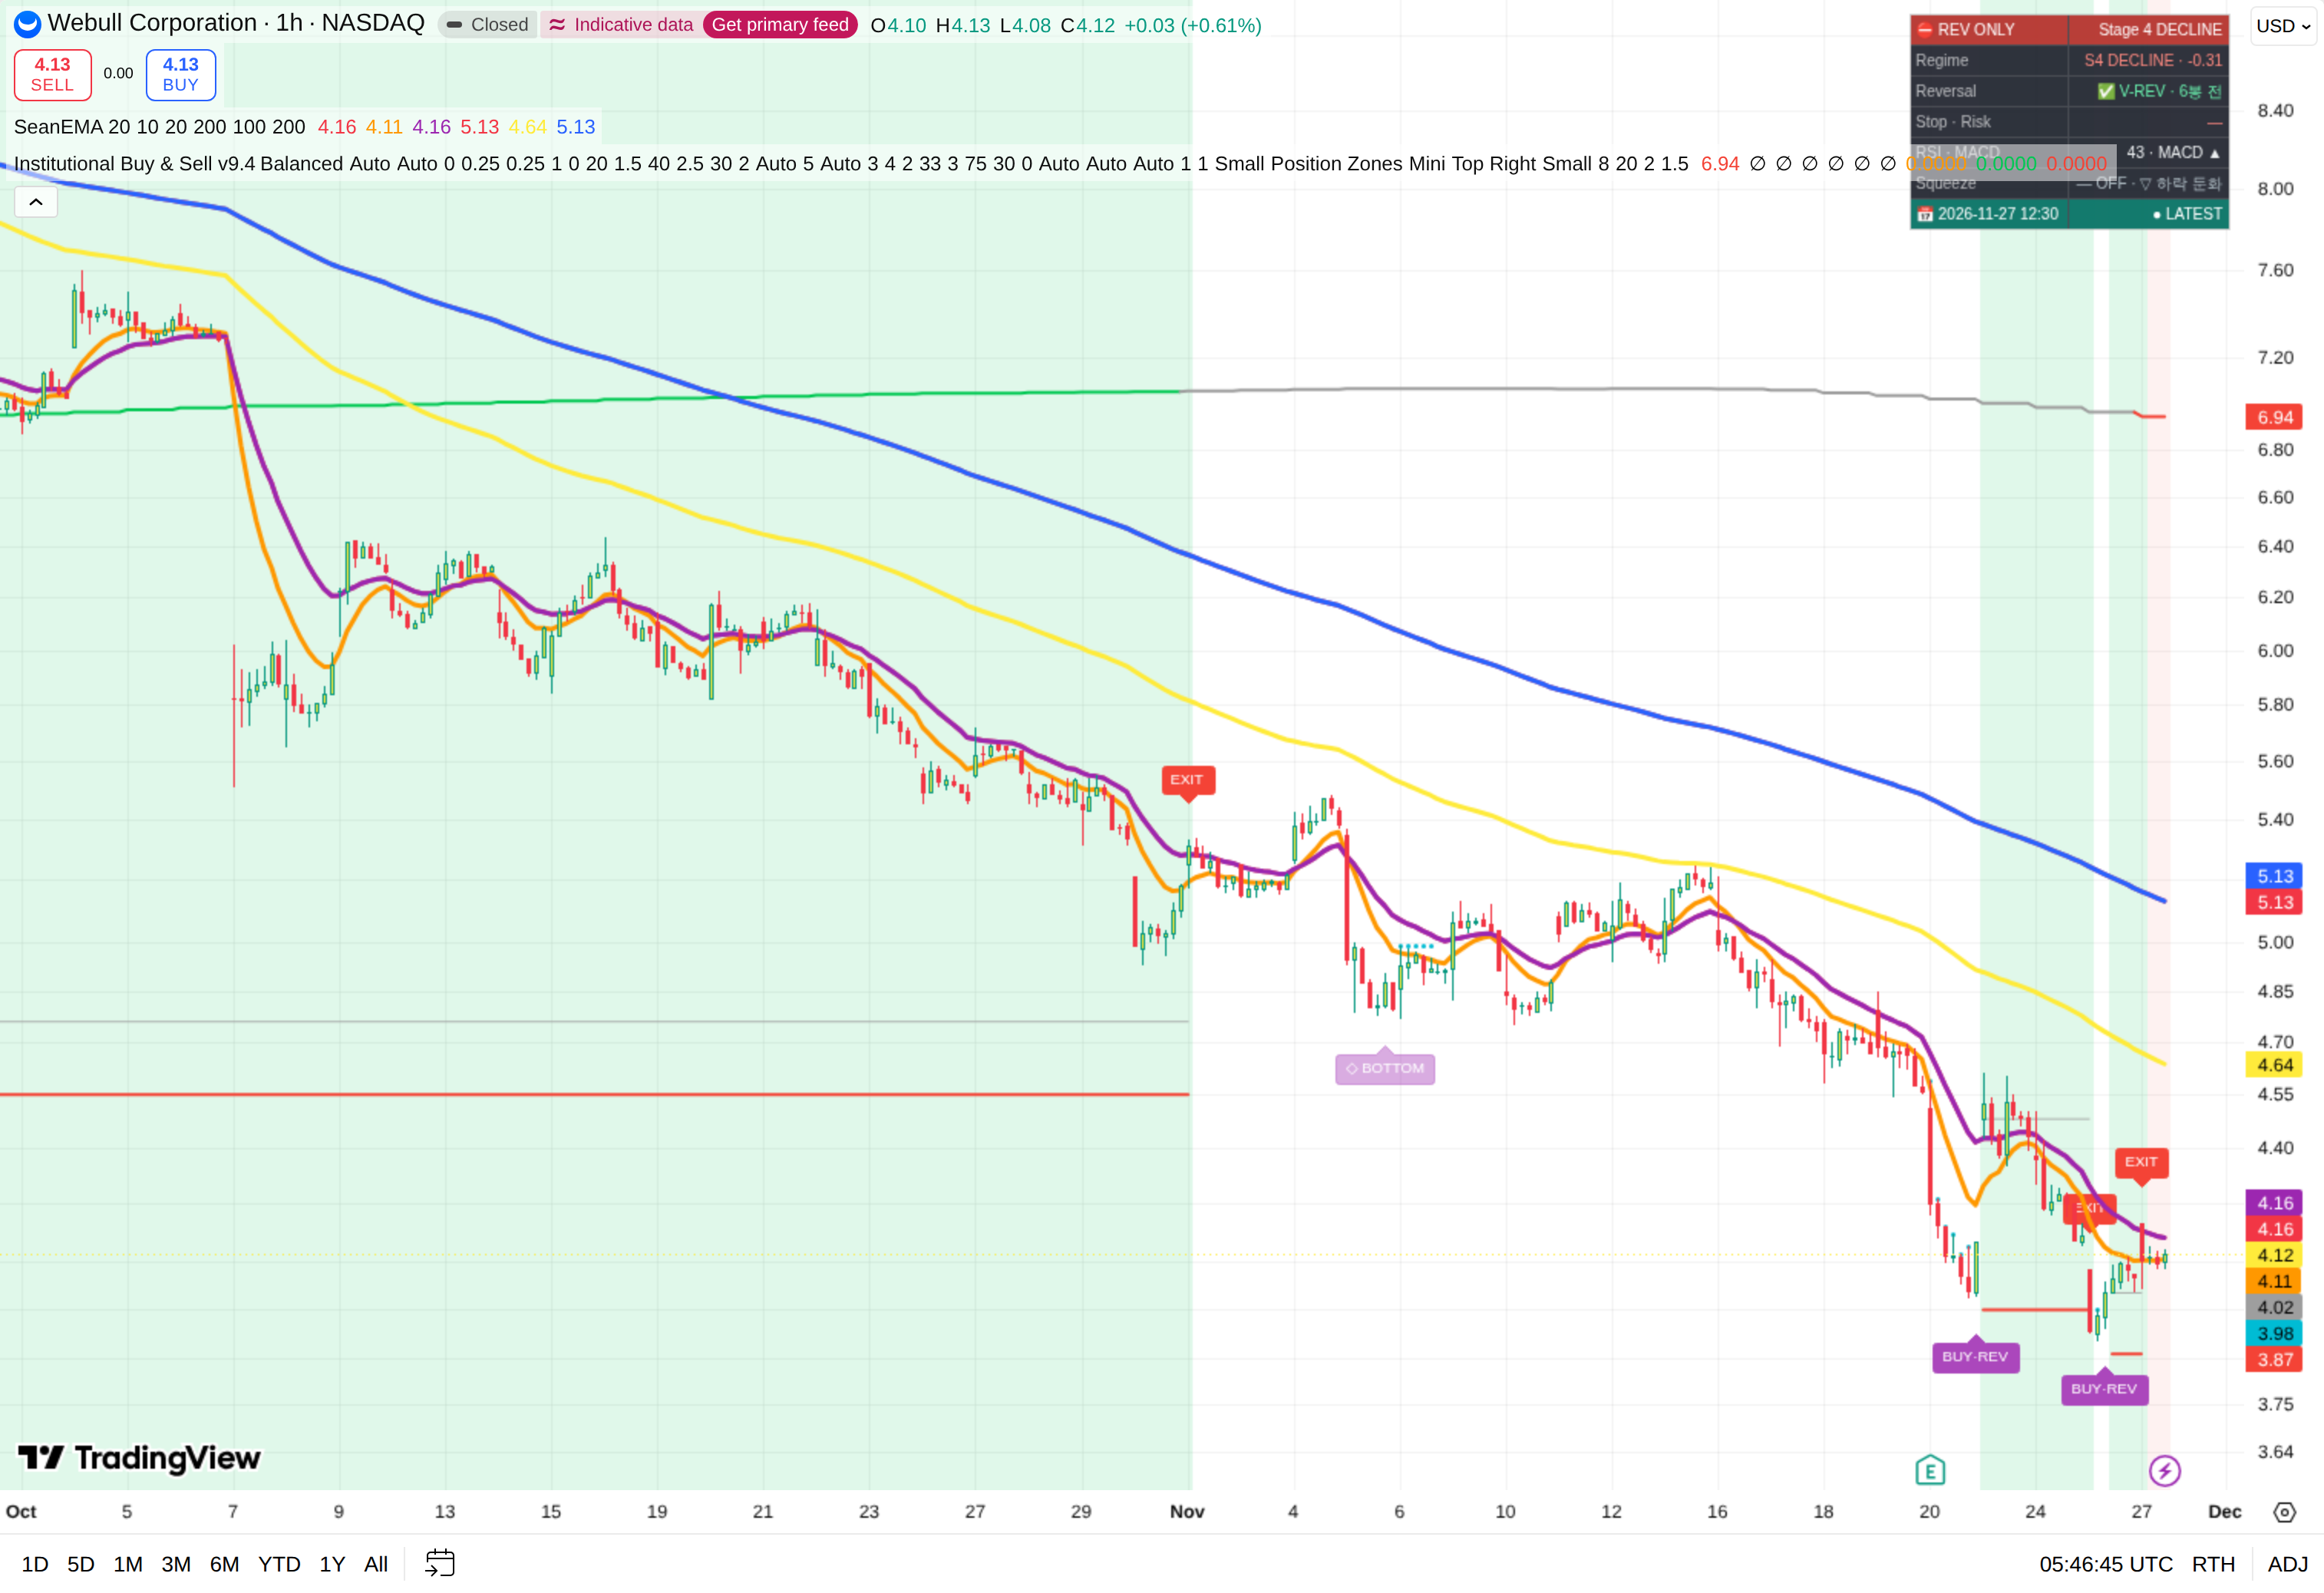 Webull Corporation · 1h · NASDAQ Closed Indicative data Get primary feed O4.10 H4.13 L4.08 C4.12 +0.03 (+0.61%)
4.13 SELL
0.00
4.13 BUY
SeanEMA 20 10 20 200 100 200 4.16 4.11 4.16 5.13 4.64 5.13
Institutional Buy & Sell v9.4 Balanced Auto Auto 0 0.25 0.25 1 0 20 1.5 40 2.5 30 2 Auto 5 Auto 3 4 2 33 3 75 30 0 Auto Auto Auto 1 1 Small Position Zones Mini Top Right Small 8 20 2 1.5 6.94 ∅ ∅ ∅ ∅ ∅ ∅ 0.0000 0.0000 0.0000
⛔ REV ONLY Stage 4 DECLINE
Regime S4 DECLINE · -0.31
Reversal ✅ V-REV · 6봉 전
Stop · Risk —
RSI · MACD 43 · MACD ▲
Squeeze — OFF · ▽ 하락 둔화
📅 2026-11-27 12:30 ● LATEST
USD
8.40
8.00
7.60
7.20
6.94
6.80
6.60
6.40
6.20
6.00
5.80
5.60
5.40
5.13
5.13
5.00
4.85
4.70
4.64
4.55
4.40
4.16
4.16
4.12
4.11
4.02
3.98
3.87
3.75
3.64
EXIT
◇ BOTTOM
EXIT
EXIT
BUY·REV
BUY·REV
TradingView
E
Oct 5 7 9 13 15 19 21 23 27 29 Nov 4 6 10 12 16 18 20 24 27 Dec
1D 5D 1M 3M 6M YTD 1Y All 05:46:45 UTC RTH ADJ